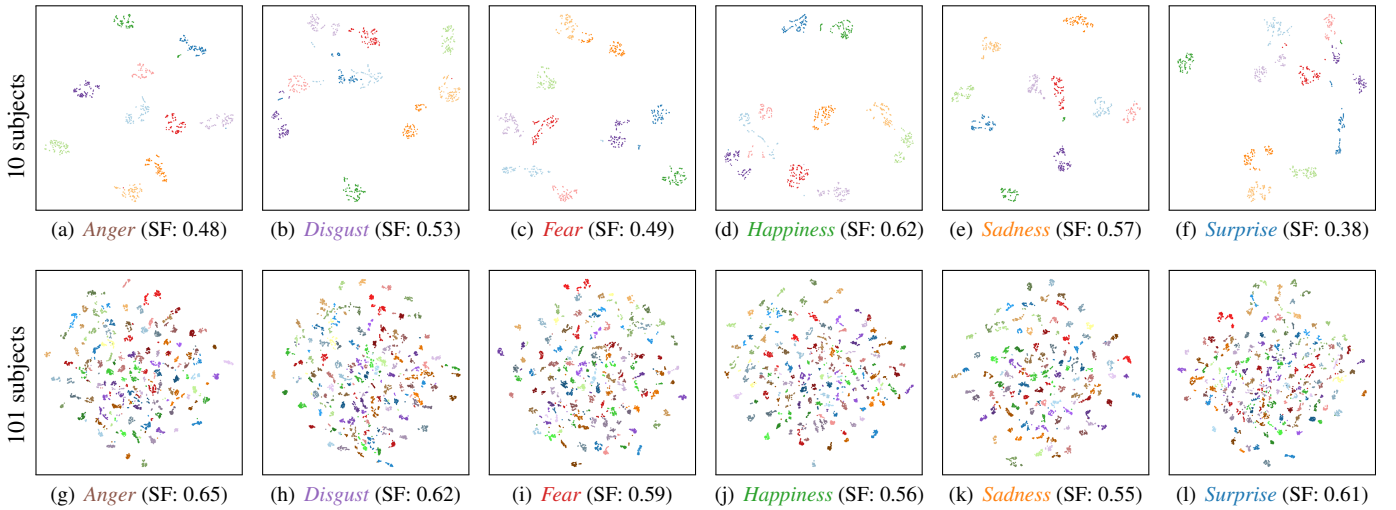 10 subjects
(a) Anger (SF: 0.48)
(b) Disgust (SF: 0.53)
(c) Fear (SF: 0.49)
(d) Happiness (SF: 0.62)
(e) Sadness (SF: 0.57)
(f) Surprise (SF: 0.38)
101 subjects
(g) Anger (SF: 0.65)
(h) Disgust (SF: 0.62)
(i) Fear (SF: 0.59)
(j) Happiness (SF: 0.56)
(k) Sadness (SF: 0.55)
(l) Surprise (SF: 0.61)